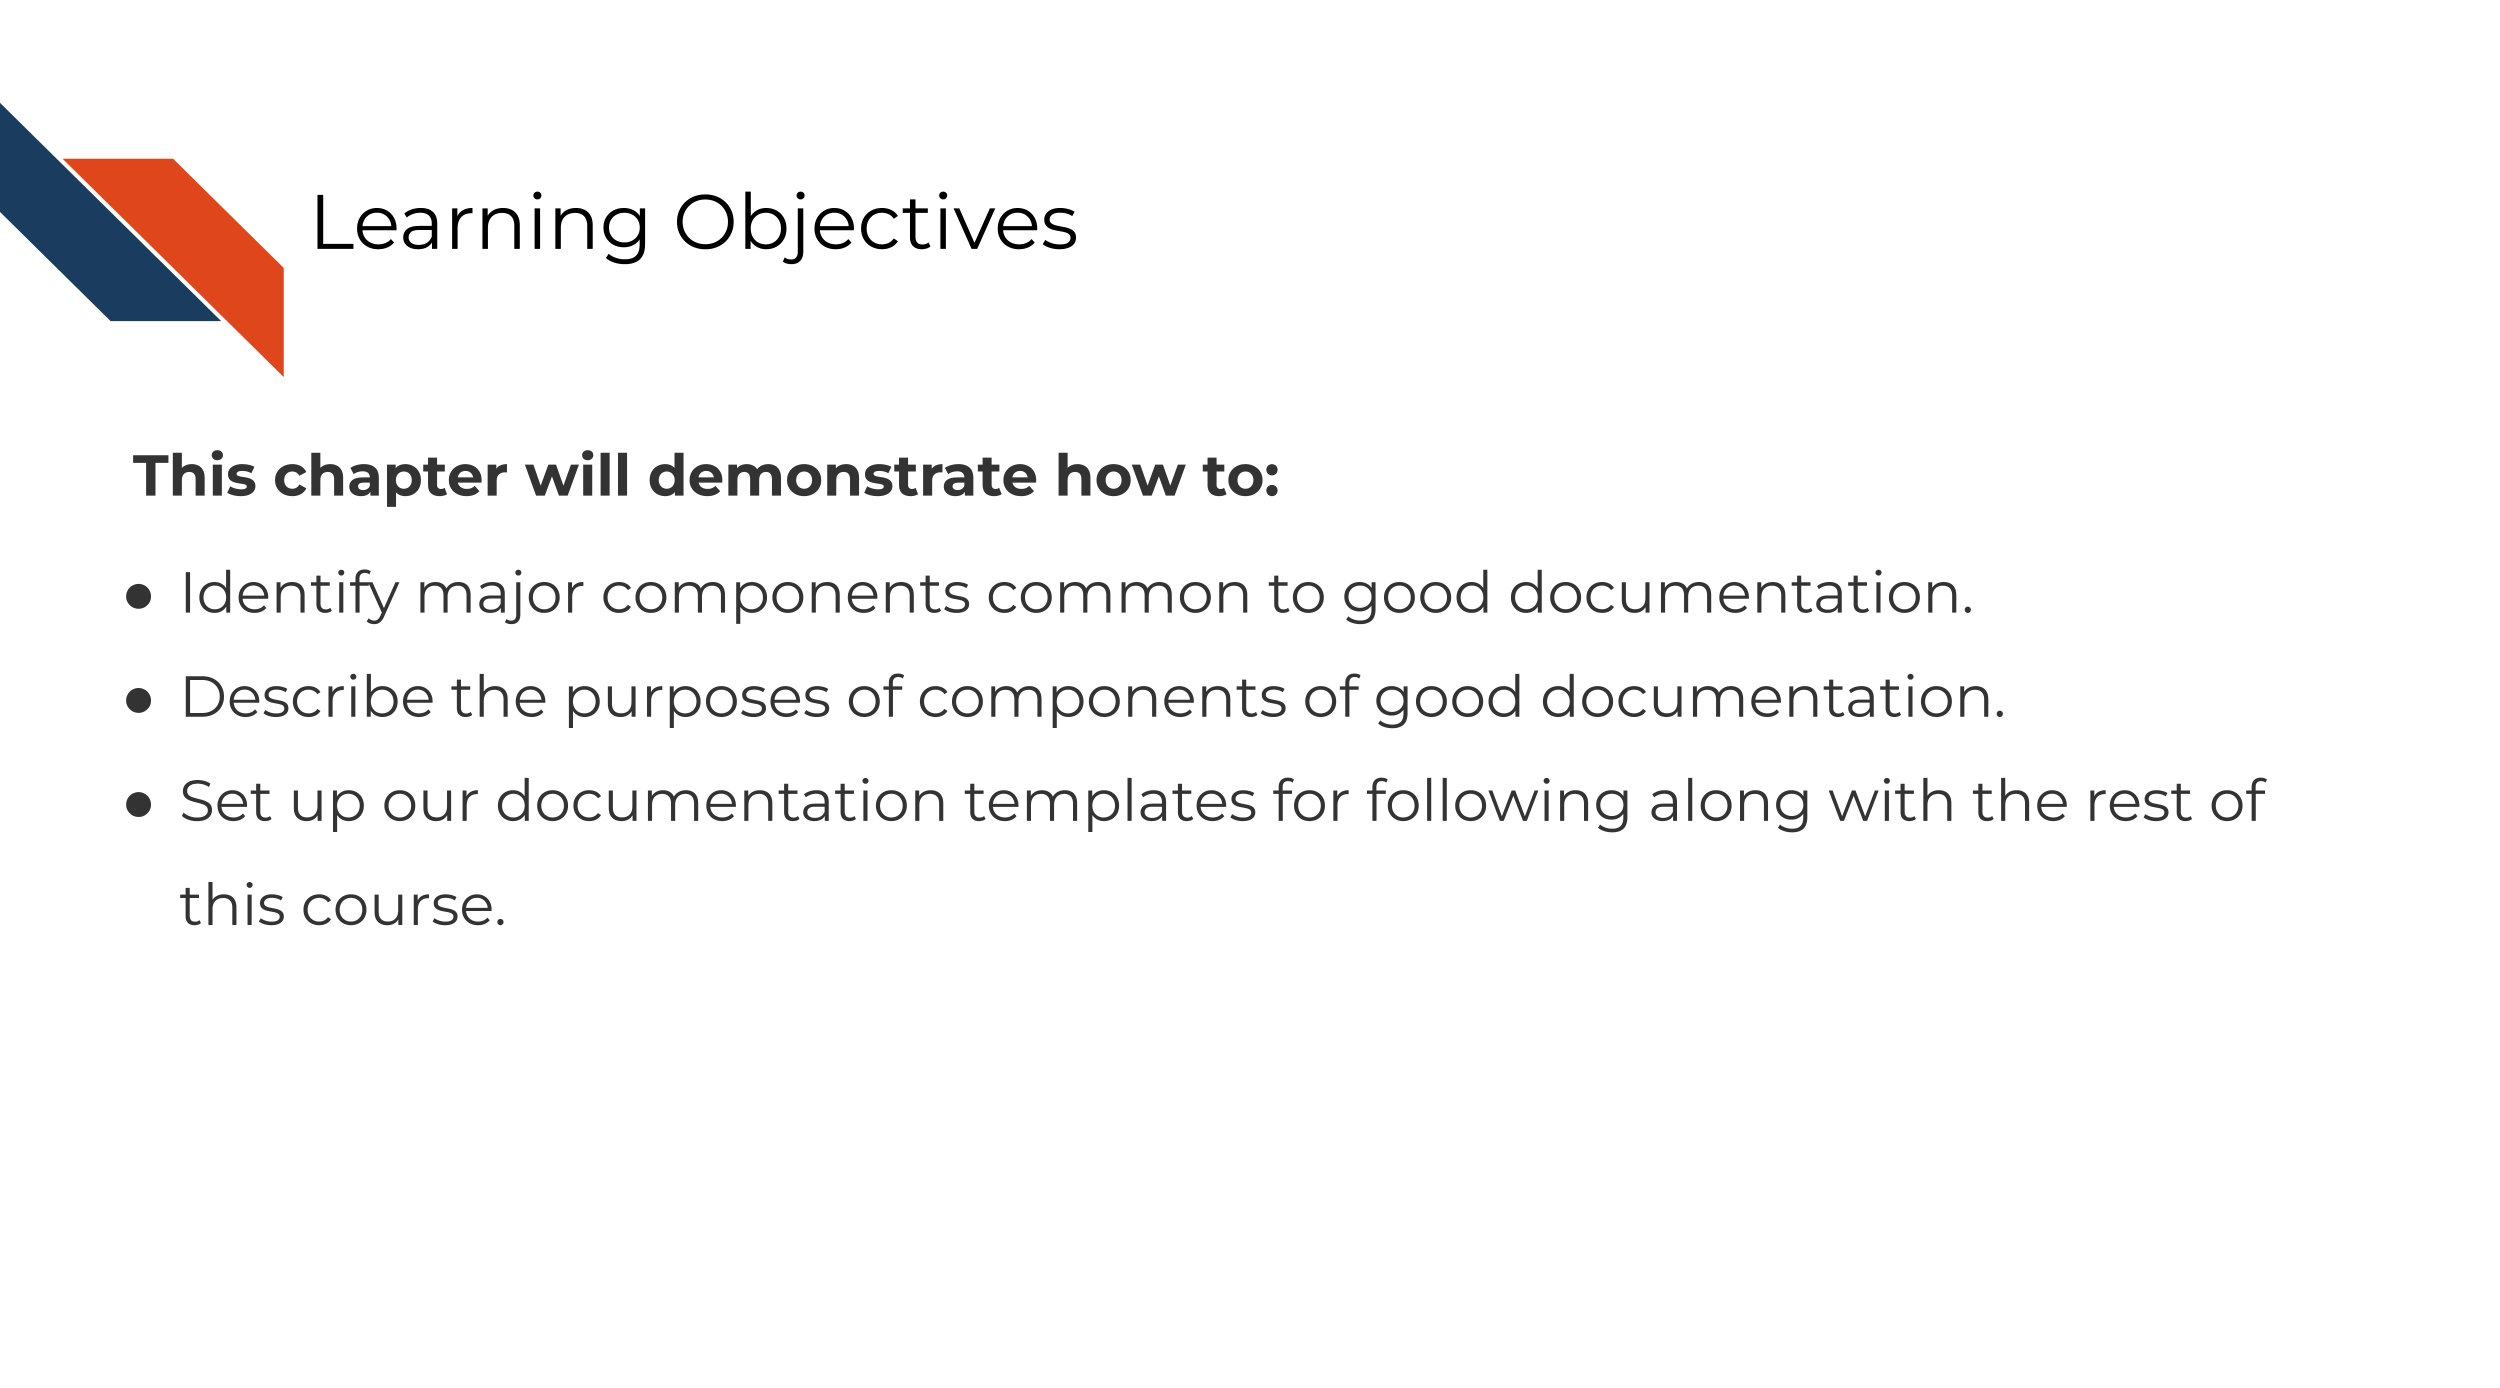 Learning Objectives
This chapter will demonstrate how to:
● Identify major components common to good documentation.
● Describe the purposes of components of good documentation.
● Set up our documentation templates for following along with the rest of
this course.